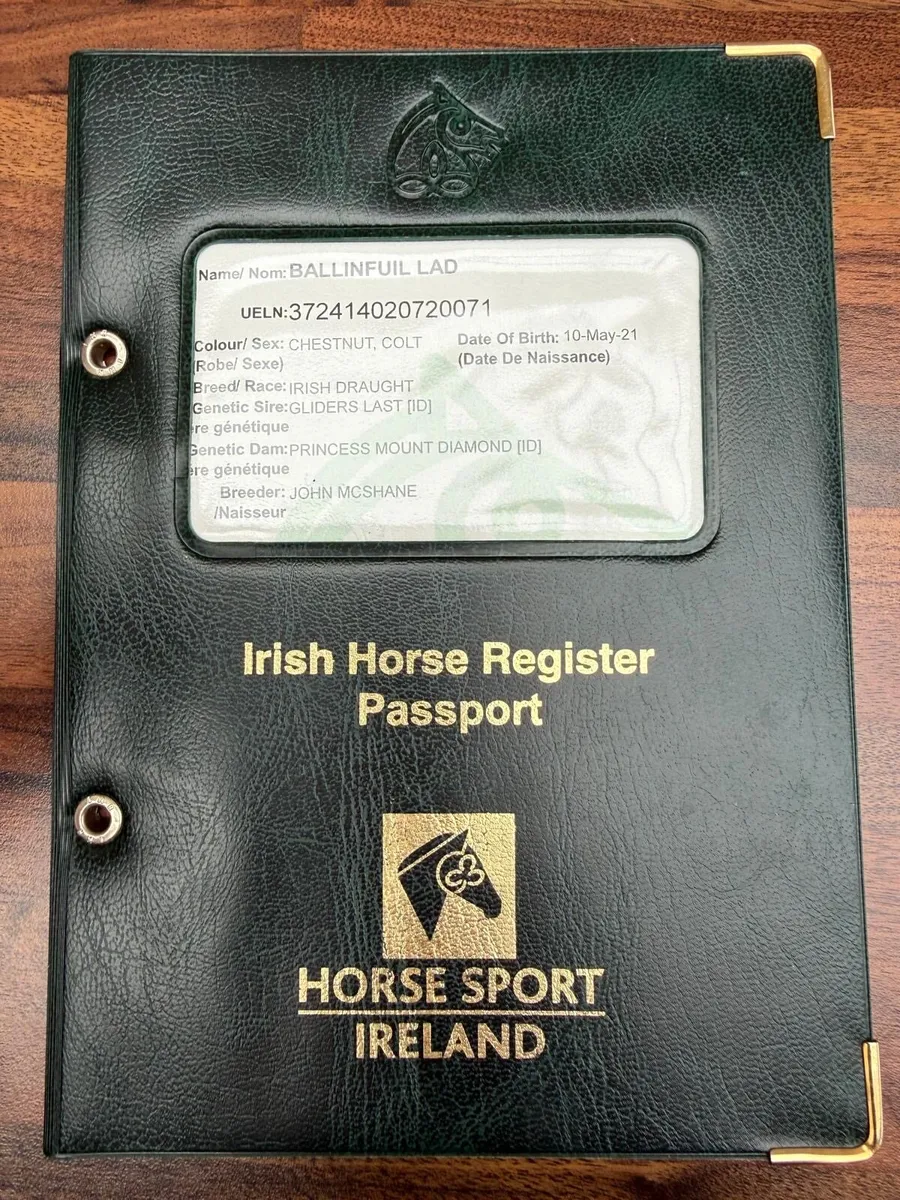 Name/ Nom: BALLINFUIL LAD
UELN: 372414020720071
Colour/ Sex: CHESTNUT, COLT Date Of Birth: 10-May-21
Robe/ Sexe) (Date De Naissance)
Breed/ Race: IRISH DRAUGHT
Genetic Sire: GLIDERS LAST [ID]
re génétique
Genetic Dam: PRINCESS MOUNT DIAMOND [ID]
ère génétique
Breeder: JOHN MCSHANE
/Naisseur
Irish Horse Register
Passport
HORSE SPORT
IRELAND